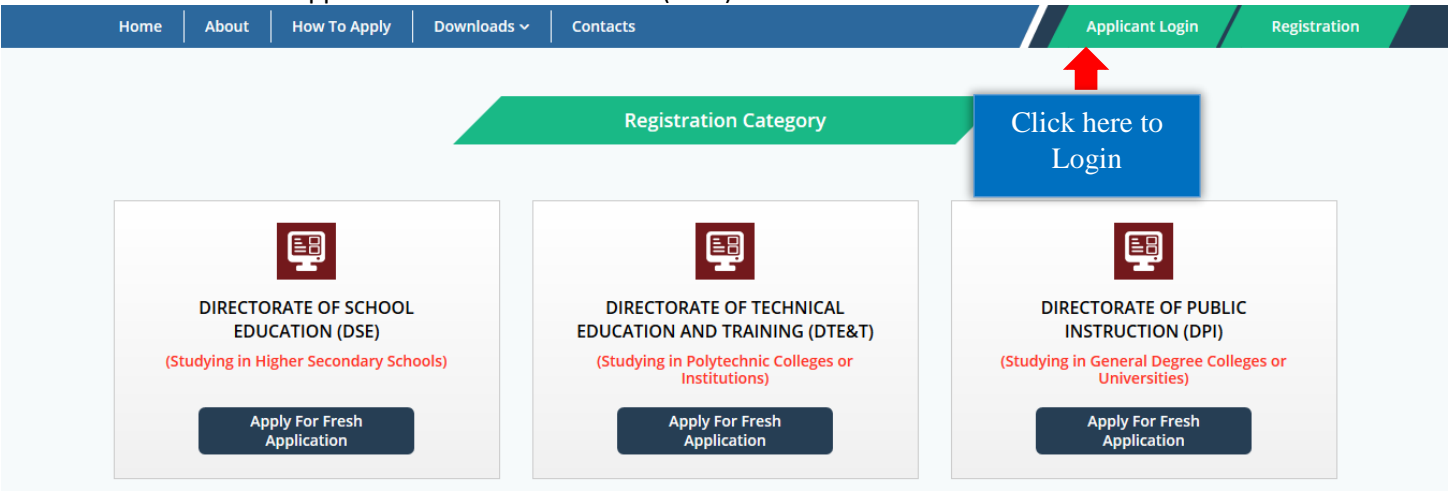 Home About How To Apply Downloads Contacts Applicant Login Registration
Registration Category
Click here to
Login
DIRECTORATE OF SCHOOL
EDUCATION (DSE)
(Studying in Higher Secondary Schools)
Apply For Fresh
Application
DIRECTORATE OF TECHNICAL
EDUCATION AND TRAINING (DTE&T)
(Studying in Polytechnic Colleges or
Institutions)
Apply For Fresh
Application
DIRECTORATE OF PUBLIC
INSTRUCTION (DPI)
(Studying in General Degree Colleges or
Universities)
Apply For Fresh
Application